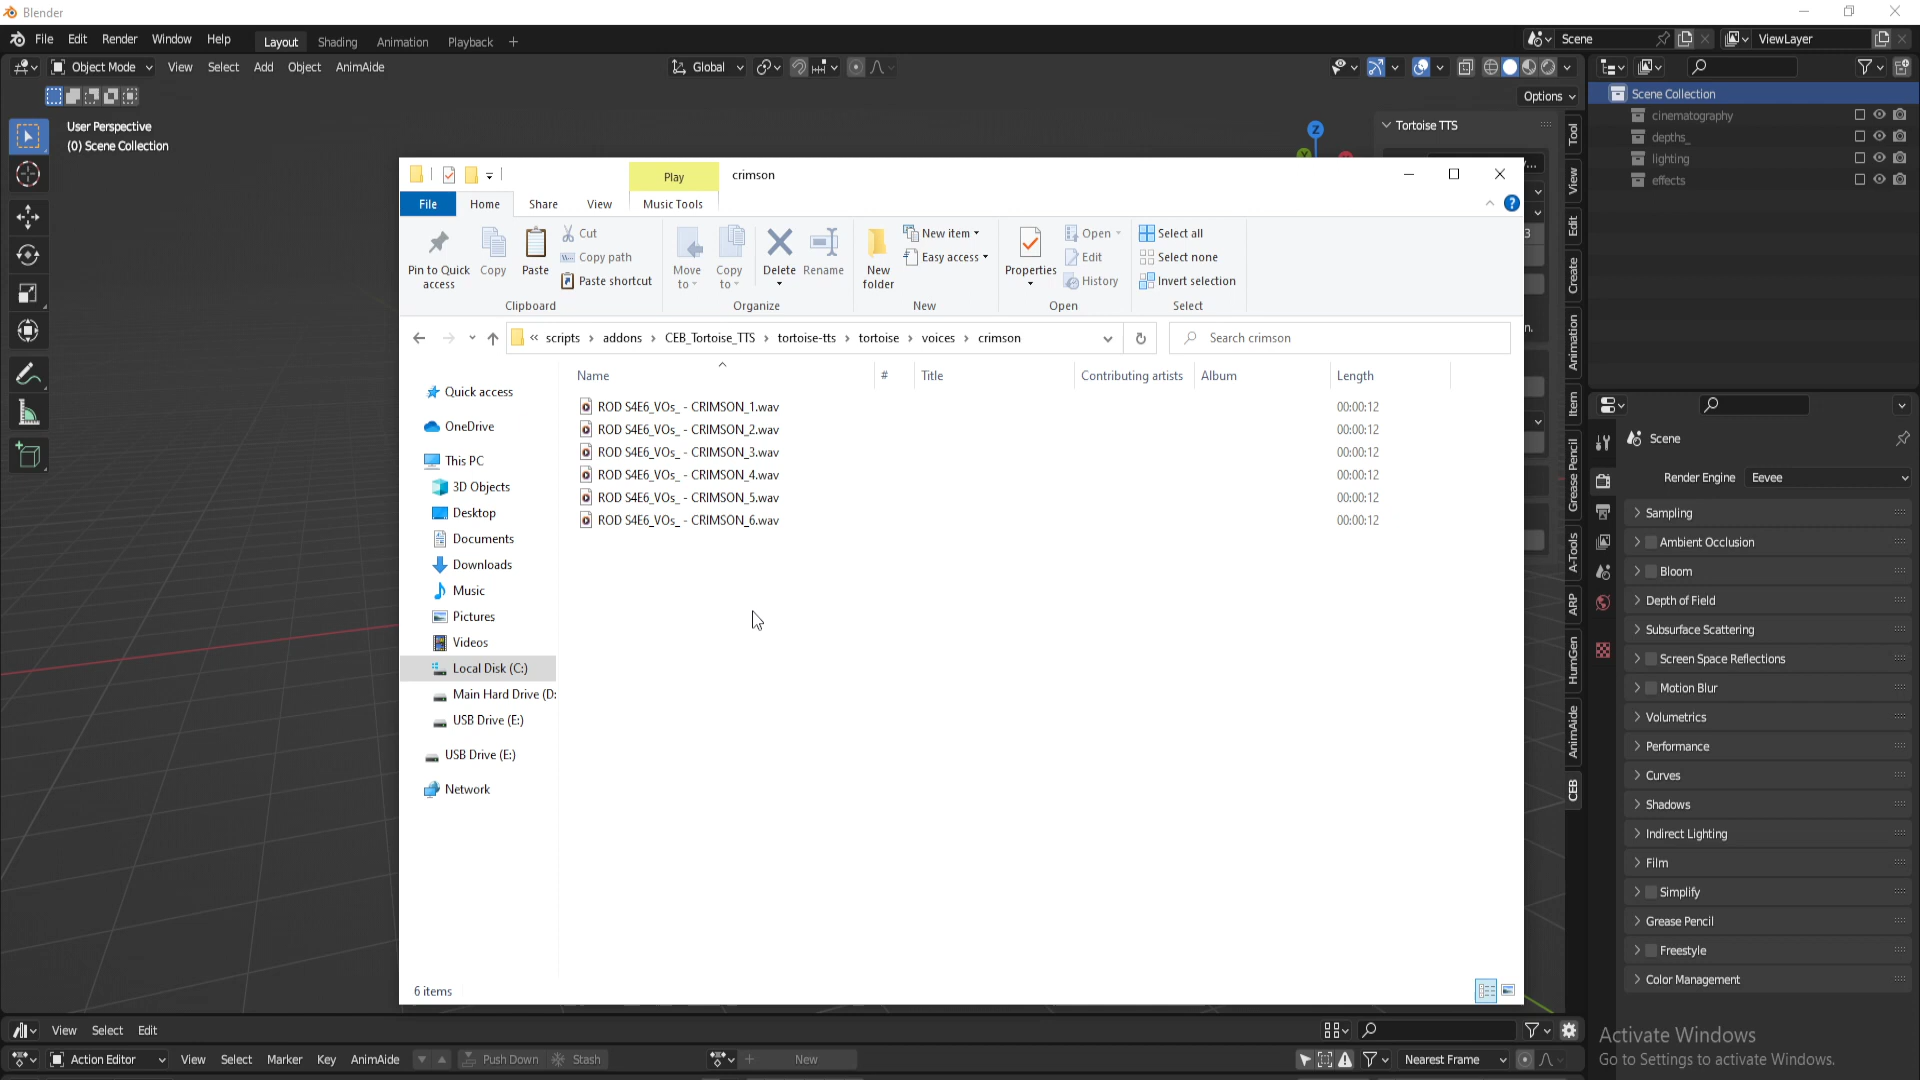 Blender
File Edit Render Window Help Layout Shading Animation Playback +
Scene ViewLayer
Object Mode View Select Add Object AnimAide Global
Options
User Perspective
(0) Scene Collection
Z
Tortoise TTS
Tool
View
Edit
Create
Animation
Item
Grease Pencil
A-Tools
ARP
HumGen
AnimAide
CEB
...
3
n.
Play crimson
File Home Share View Music Tools
Pin to Quick access
Copy
Paste
Cut
Copy path
Paste shortcut
Clipboard
Move to
Copy to
Delete
Rename
Organize
New folder
New item
Easy access
New
Properties
Open
Edit
History
Open
Select all
Select none
Invert selection
Select
« scripts › addons › CEB_Tortoise_TTS › tortoise-tts › tortoise › voices › crimson
Search crimson
Name # Title Contributing artists Album Length
ROD S4E6_VOs_ - CRIMSON_1.wav 00:00:12
ROD S4E6_VOs_ - CRIMSON_2.wav 00:00:12
ROD S4E6_VOs_ - CRIMSON_3.wav 00:00:12
ROD S4E6_VOs_ - CRIMSON_4.wav 00:00:12
ROD S4E6_VOs_ - CRIMSON_5.wav 00:00:12
ROD S4E6_VOs_ - CRIMSON_6.wav 00:00:12
Quick access
OneDrive
This PC
3D Objects
Desktop
Documents
Downloads
Music
Pictures
Videos
Local Disk (C:)
Main Hard Drive (D:
USB Drive (E:)
USB Drive (E:)
Network
6 items
Scene Collection
cinematography
depths_
lighting
effects
Scene
Render Engine Eevee
Sampling
Ambient Occlusion
Bloom
Depth of Field
Subsurface Scattering
Screen Space Reflections
Motion Blur
Volumetrics
Performance
Curves
Shadows
Indirect Lighting
Film
Simplify
Grease Pencil
Freestyle
Color Management
View Select Edit
Action Editor View Select Marker Key AnimAide Push Down Stash New Nearest Frame
Activate Windows
Go to Settings to activate Windows.